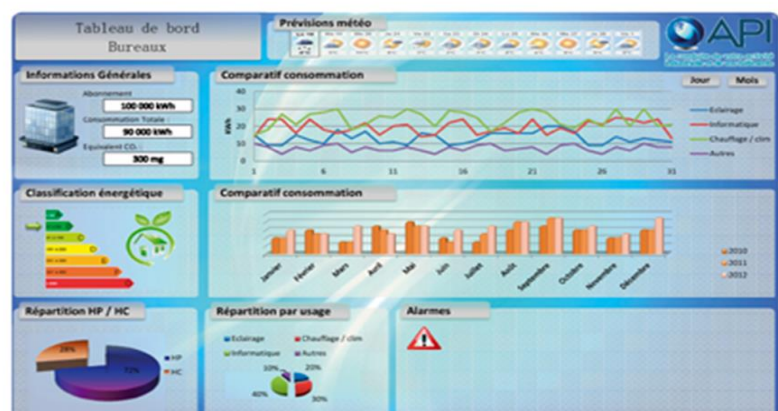 Tableau de bord
Bureaux
Prévisions météo
API
Informations Générales
Abonnement
100 000 kWh
Consommation Totale :
90 000 kWh
Equivalent CO₂ :
300 mg
Comparatif consommation
Jour
Mois
kWh
40
30
20
10
0
1
6
11
16
21
26
31
Eclairage
Informatique
Chauffage / clim
Autres
Classification énergétique
Comparatif consommation
Janvier
Février
Mars
Avril
Mai
Juin
Juillet
Août
Septembre
Octobre
Novembre
Décembre
2010
2011
2012
Répartition HP / HC
28%
72%
HP
HC
Répartition par usage
Eclairage
Chauffage / clim
Informatique
Autres
10%
20%
40%
30%
Alarmes